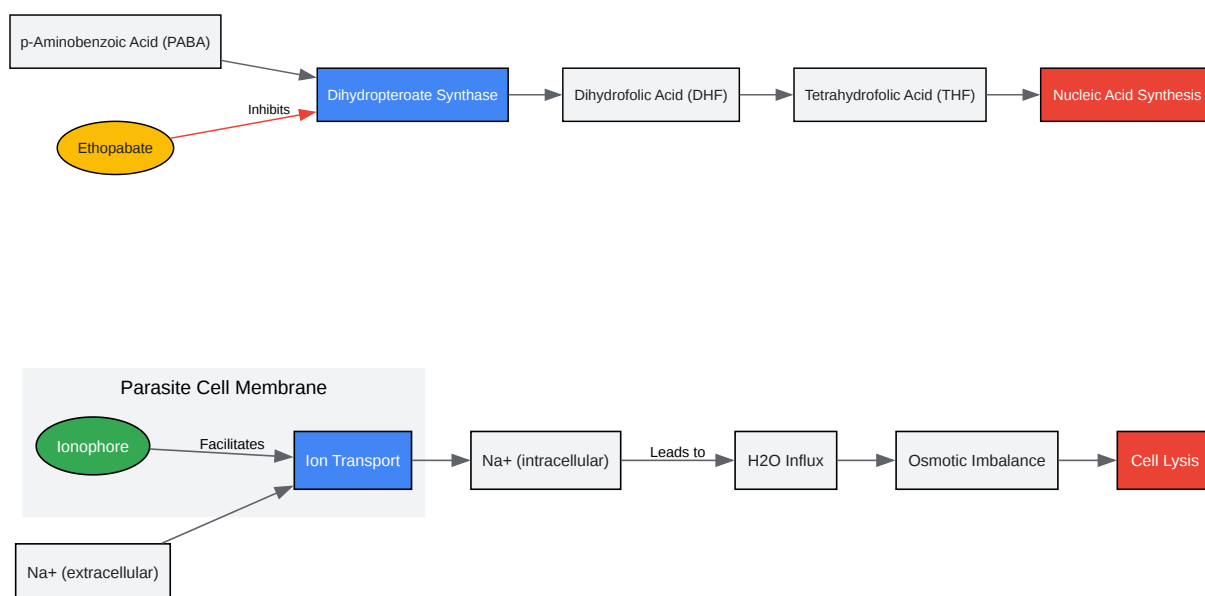 p-Aminobenzoic Acid (PABA)
Dihydropteroate Synthase
Dihydrofolic Acid (DHF)
Tetrahydrofolic Acid (THF)
Nucleic Acid Synthesis
Inhibits
Ethopabate
Parasite Cell Membrane
Ionophore
Facilitates
Ion Transport
Na+ (intracellular)
Leads to
H2O Influx
Osmotic Imbalance
Cell Lysis
Na+ (extracellular)